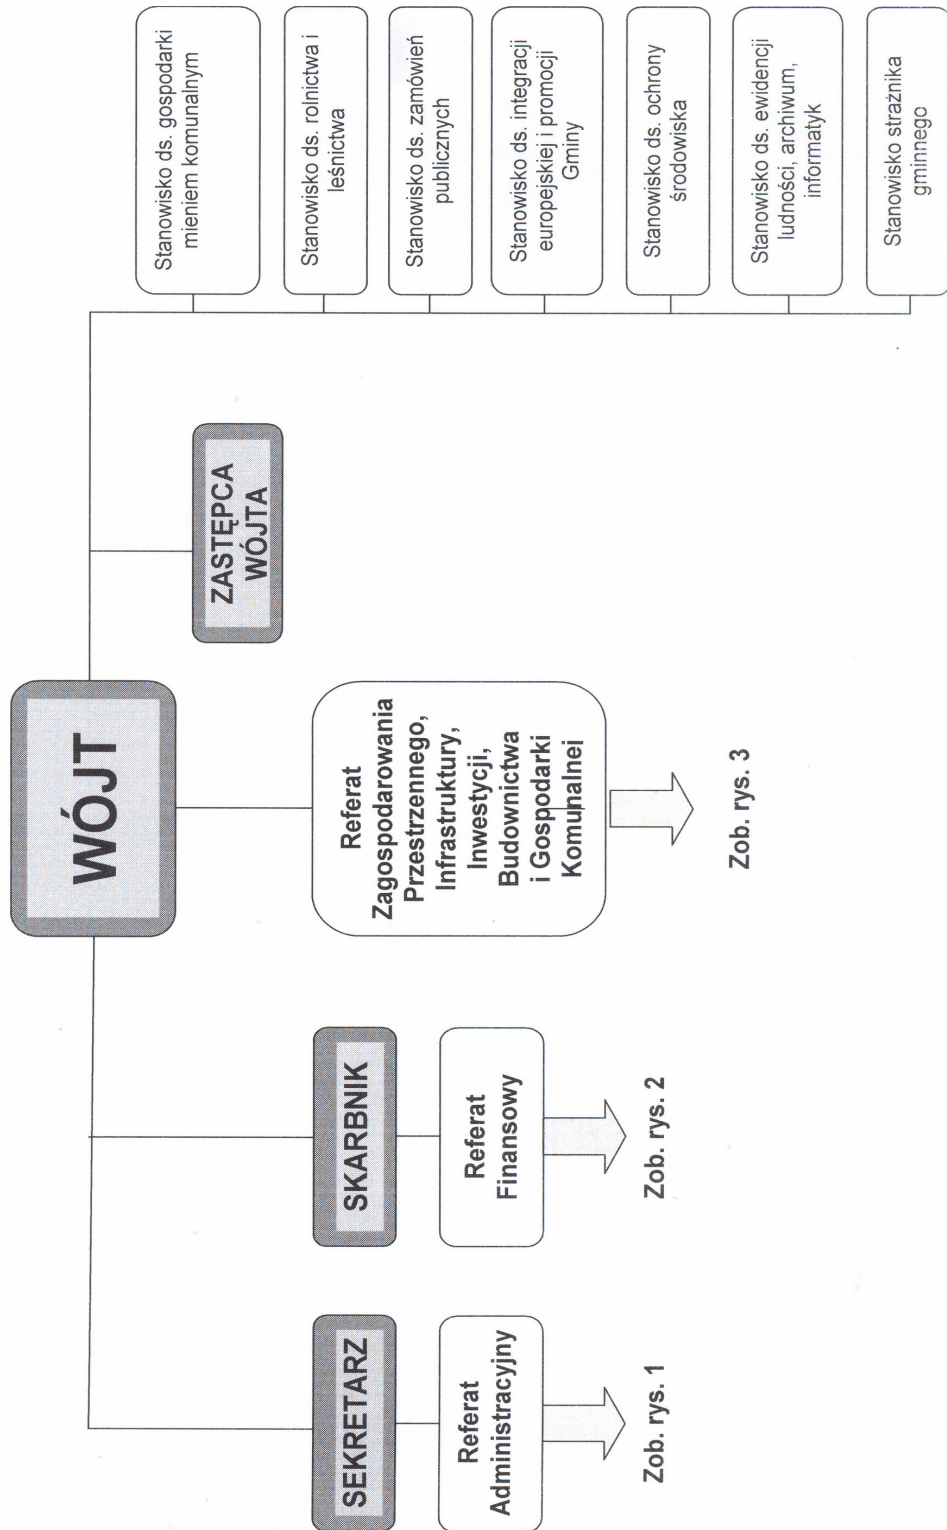 WÓJT
SEKRETARZ
Referat
Administracyjny
Zob. rys. 1
SKARBNIK
Referat
Finansowy
Zob. rys. 2
Referat
Zagospodarowania
Przestrzennego,
Infrastruktury,
Inwestycji,
Budownictwa
i Gospodarki
Komunalnej
Zob. rys. 3
ZASTĘPCA
WÓJTA
Stanowisko ds. gospodarki
mieniem komunalnym
Stanowisko ds. rolnictwa i
leśnictwa
Stanowisko ds. zamówień
publicznych
Stanowisko ds. integracji
europejskiej i promocji
Gminy
Stanowisko ds. ochrony
środowiska
Stanowisko ds. ewidencji
ludności, archiwum,
informatyk
Stanowisko strażnika
gminnego